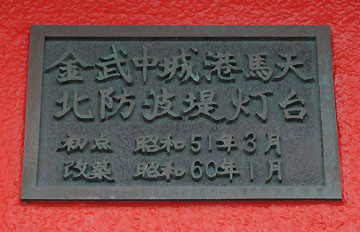 金武中城港馬天
北防波堤灯台
初点 昭和51年3月
改築 昭和60年1月